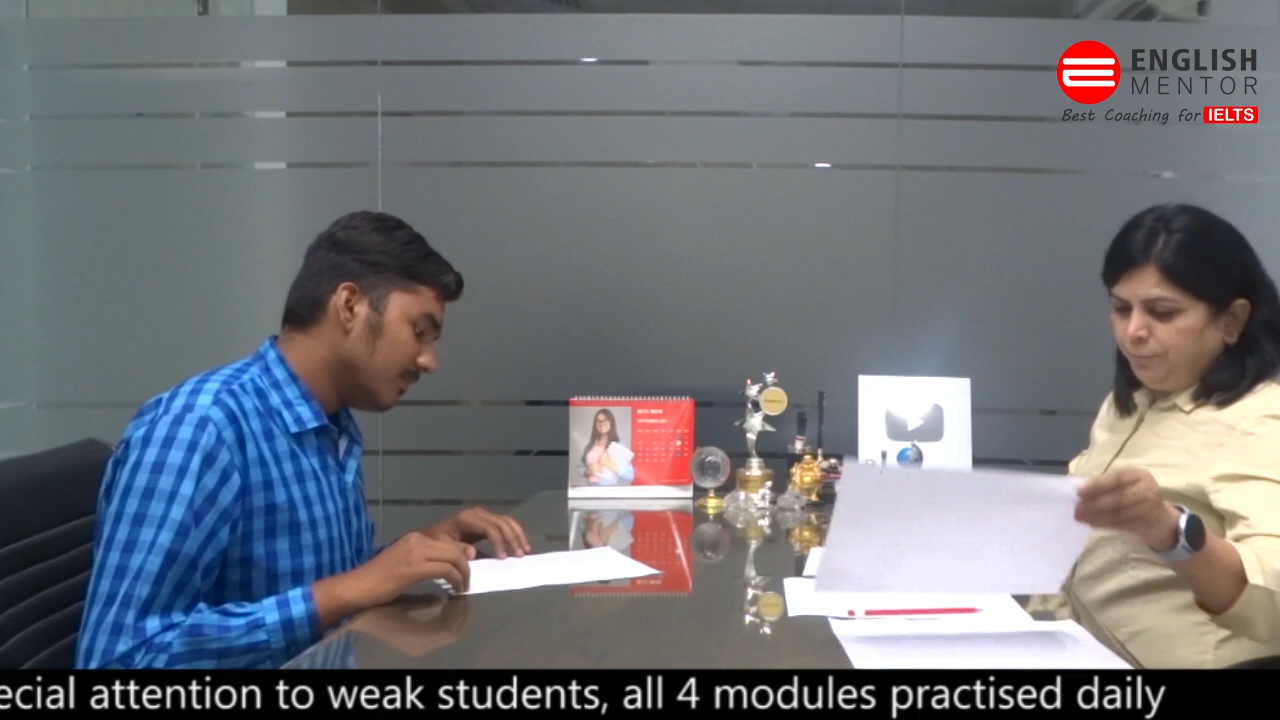 ENGLISH
MENTOR
Best Coaching for IELTS
ecial attention to weak students, all 4 modules practised daily